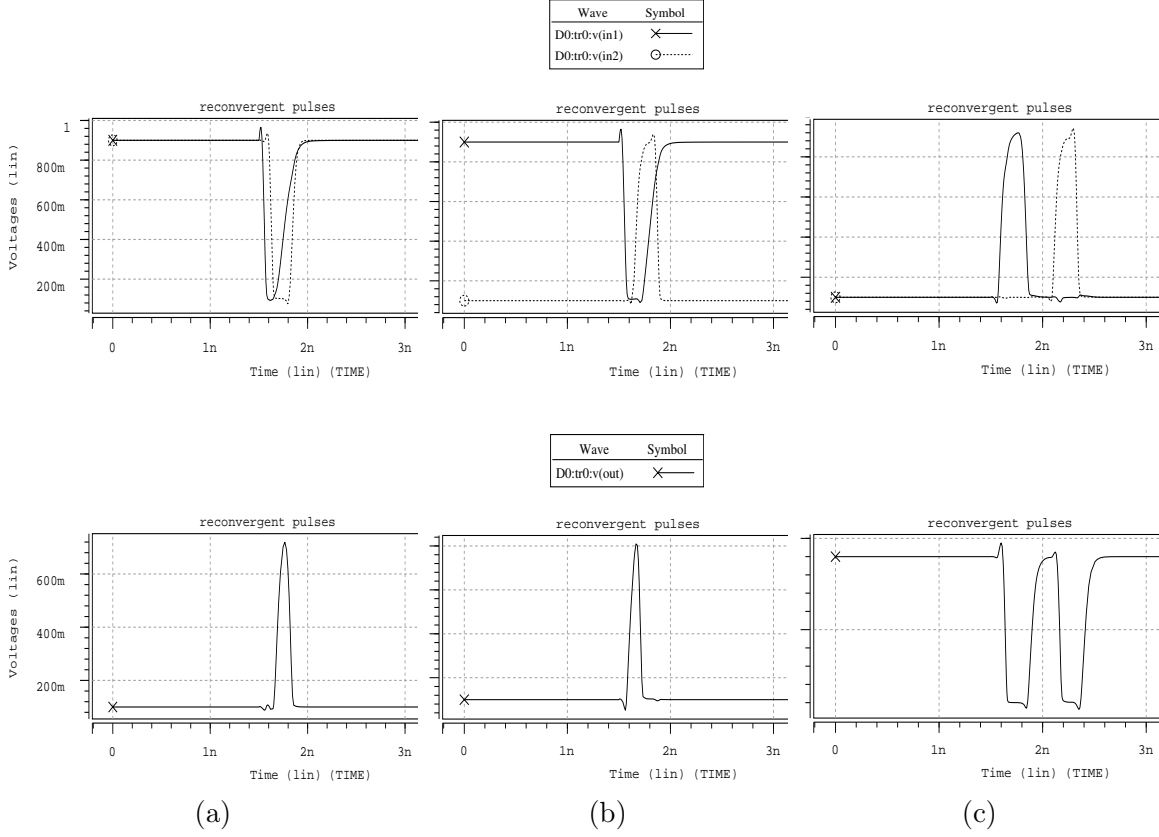 Wave Symbol
D0:tr0:v(in1)
D0:tr0:v(in2)
reconvergent pulses
reconvergent pulses
reconvergent pulses
Voltages (lin)
1
800m
600m
400m
200m
0 1n 2n 3n
0 1n 2n 3n
0 1n 2n 3n
Time (lin) (TIME)
Time (lin) (TIME)
Time (lin) (TIME)
Wave Symbol
D0:tr0:v(out)
reconvergent pulses
reconvergent pulses
reconvergent pulses
Voltages (lin)
600m
400m
200m
0 1n 2n 3n
0 1n 2n 3n
0 1n 2n 3n
Time (lin) (TIME)
Time (lin) (TIME)
Time (lin) (TIME)
(a) (b) (c)